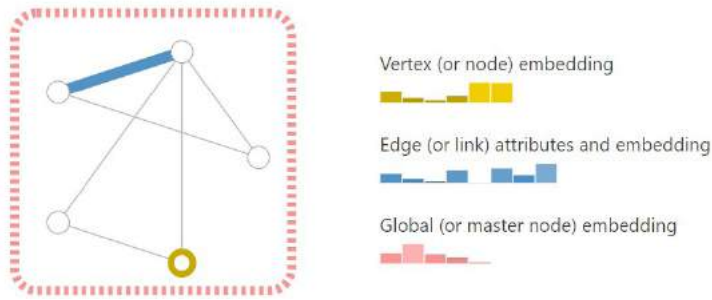 Vertex (or node) embedding
Edge (or link) attributes and embedding
Global (or master node) embedding